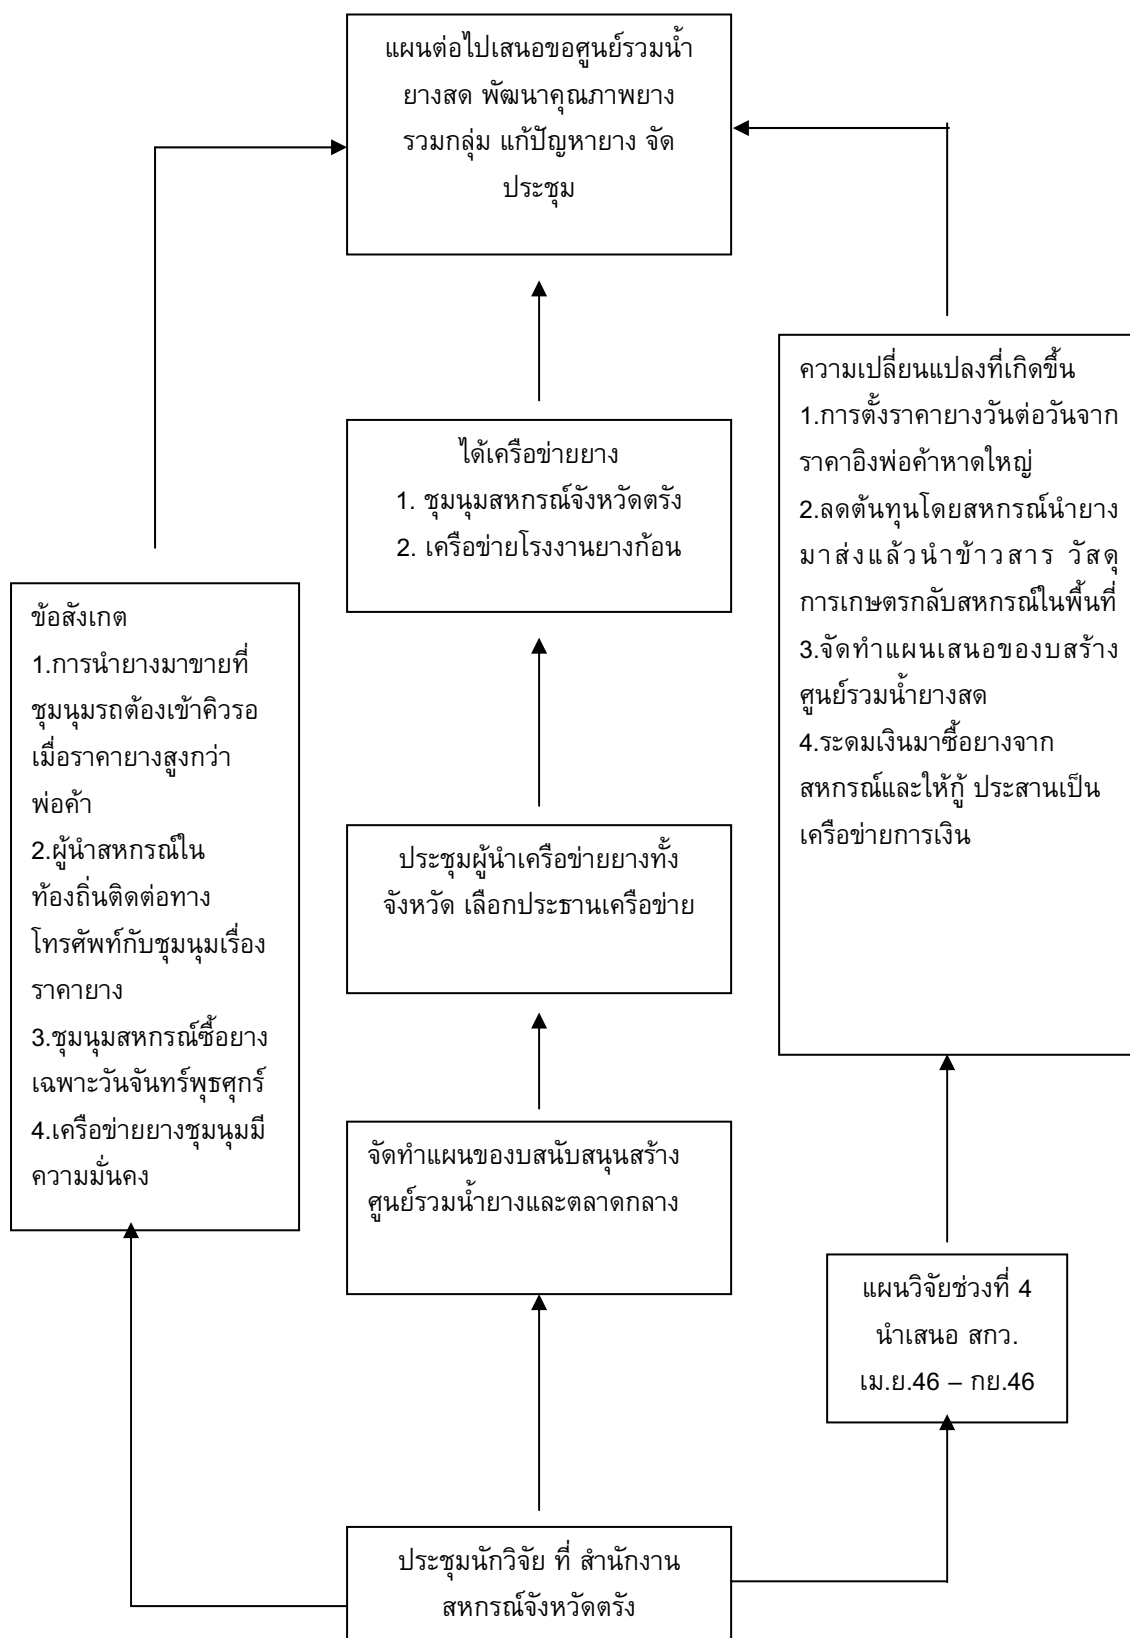 แผนต่อไปเสนอขอศูนย์รวมน้ำ
ยางสด พัฒนาคุณภาพยาง
รวมกลุ่ม แก้ปัญหายาง จัด
ประชุม
ความเปลี่ยนแปลงที่เกิดขึ้น
1.การตั้งราคายางวันต่อวันจาก
ราคาอิงพ่อค้าหาดใหญ่
2.ลดต้นทุนโดยสหกรณ์นำยาง
มาส่งแล้วนำข้าวสาร วัสดุ
การเกษตรกลับสหกรณ์ในพื้นที่
3.จัดทำแผนเสนอของบสร้าง
ศูนย์รวมน้ำยางสด
4.ระดมเงินมาซื้อยางจาก
สหกรณ์และให้กู้ ประสานเป็น
เครือข่ายการเงิน
ได้เครือข่ายยาง
1. ชุมนุมสหกรณ์จังหวัดตรัง
2. เครือข่ายโรงงานยางก้อน
ข้อสังเกต
1.การนำยางมาขายที่
ชุมนุมรถต้องเข้าคิวรอ
เมื่อราคายางสูงกว่า
พ่อค้า
2.ผู้นำสหกรณ์ใน
ท้องถิ่นติดต่อทาง
โทรศัพท์กับชุมนุมเรื่อง
ราคายาง
3.ชุมนุมสหกรณ์ซื้อยาง
เฉพาะวันจันทร์พุธศุกร์
4.เครือข่ายยางชุมนุมมี
ความมั่นคง
ประชุมผู้นำเครือข่ายยางทั้ง
จังหวัด เลือกประธานเครือข่าย
จัดทำแผนของบสนับสนุนสร้าง
ศูนย์รวมน้ำยางและตลาดกลาง
แผนวิจัยช่วงที่ 4
นำเสนอ สกว.
เม.ย.46 – กย.46
ประชุมนักวิจัย ที่ สำนักงาน
สหกรณ์จังหวัดตรัง